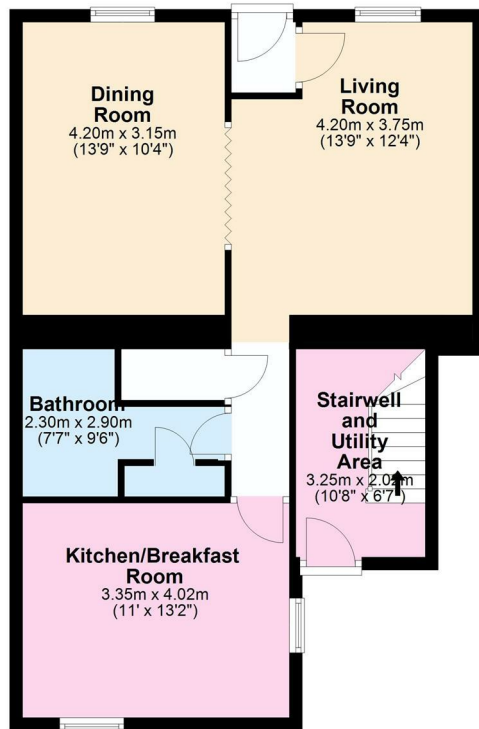 Dining
Room
4.20m x 3.15m
(13'9" x 10'4")
Living
Room
4.20m x 3.75m
(13'9" x 12'4")
Bathroom
2.30m x 2.90m
(7'7" x 9'6")
Stairwell
and
Utility
Area
3.25m x 2.02m
(10'8" x 6'7")
Kitchen/Breakfast
Room
3.35m x 4.02m
(11' x 13'2")